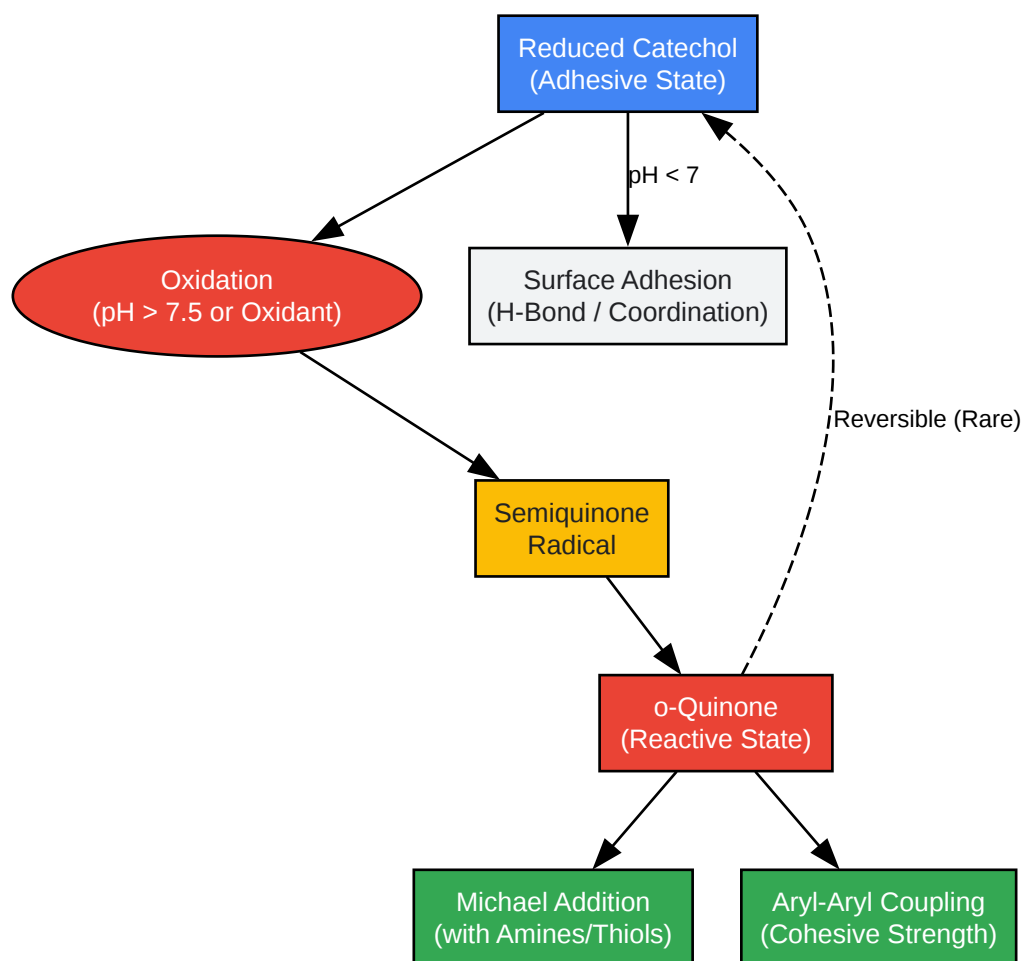 Reduced Catechol
(Adhesive State)
pH < 7
Oxidation
(pH > 7.5 or Oxidant)
Surface Adhesion
(H-Bond / Coordination)
Reversible (Rare)
Semiquinone
Radical
o-Quinone
(Reactive State)
Michael Addition
(with Amines/Thiols)
Aryl-Aryl Coupling
(Cohesive Strength)